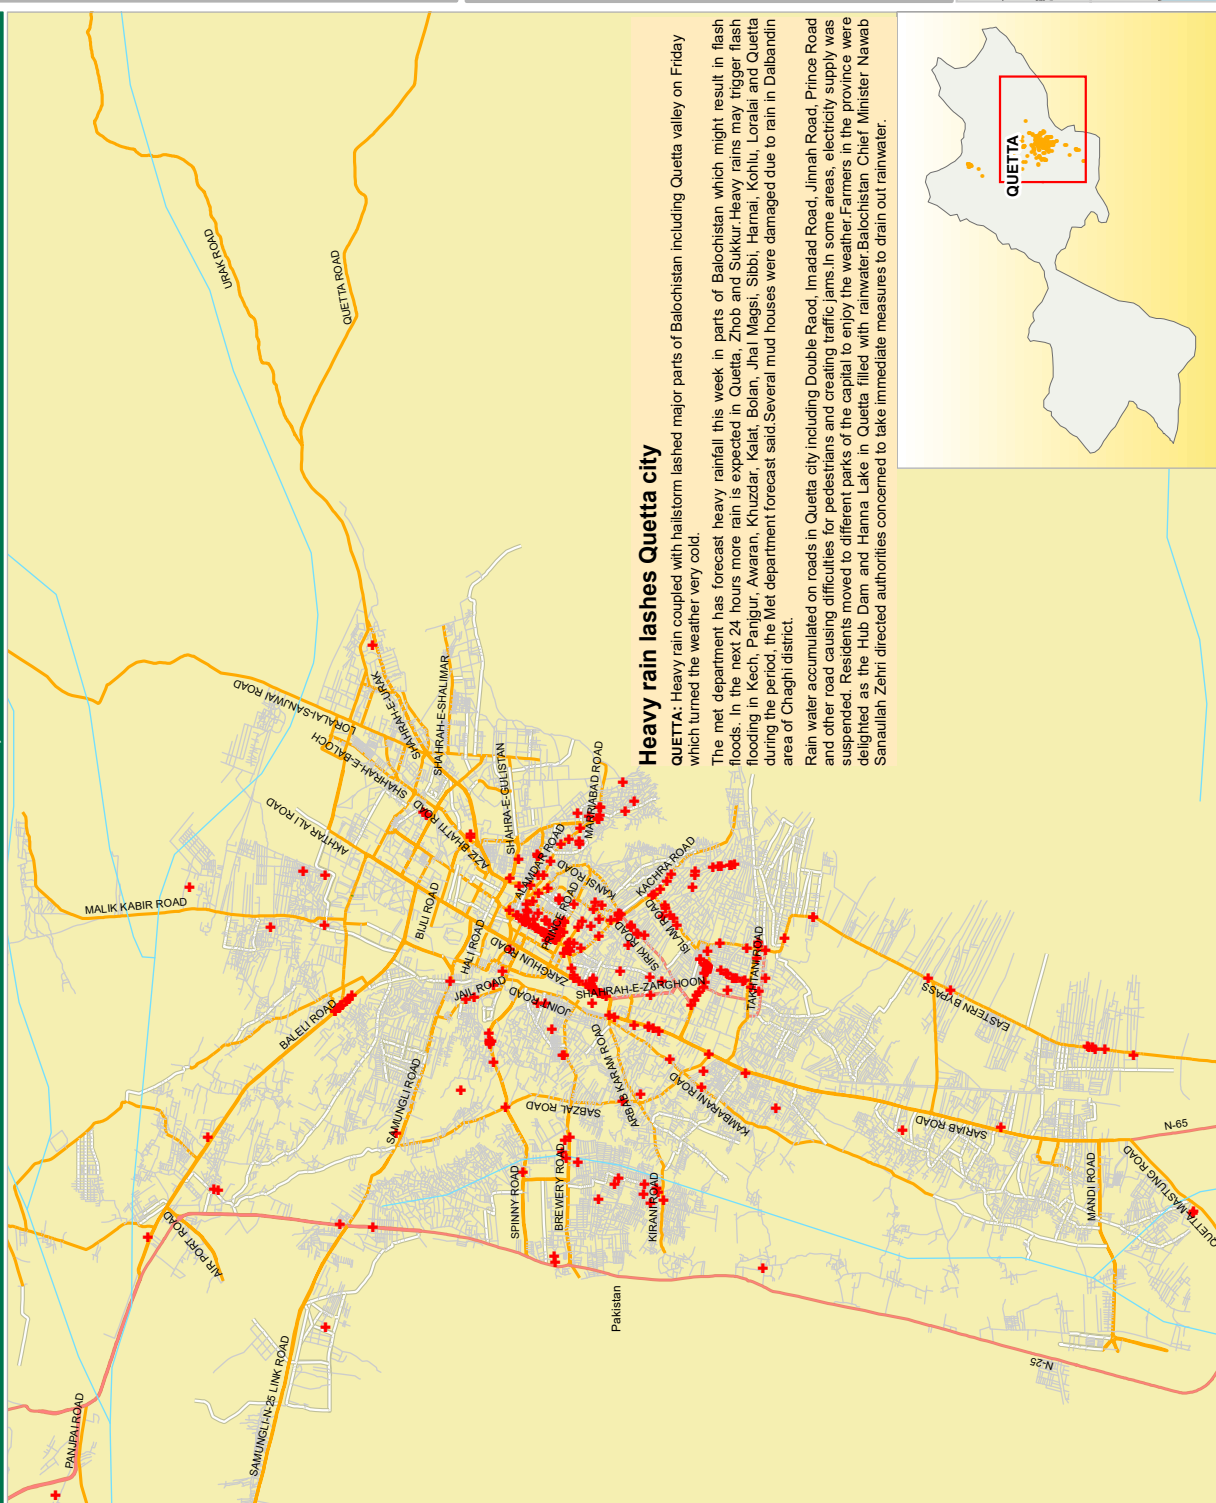 Heavy rain lashes Quetta city
QUETTA: Heavy rain coupled with hailstorm lashed major parts of Balochistan including Quetta valley on Friday
which turned the weather very cold.
The met department has forecast heavy rainfall this week in parts of Balochistan which might result in flash
floods. In the next 24 hours more rain is expected in Quetta, Zhob and Sukkur.Heavy rains may trigger flash
flooding in Kech, Panjgur, Awaran, Khuzdar, Kalat, Bolan, Jhal Magsi, Sibbi, Harnai, Kohlu, Loralai and Quetta
during the period, the Met department forecast said.Several mud houses were damaged due to rain in Dalbandin
area of Chaghi district.
Rain water accumulated on roads in Quetta city including Double Raod, Imadad Road, Jinnah Road, Prince Road
and other road causing difficulties for pedestrians and creating traffic jams.In some areas, electricity supply was
suspended. Residents moved to different parks of the capital to enjoy the weather.Farmers in the province were
delighted as the Hub Dam and Hanna Lake in Quetta filled with rainwater.Balochistan Chief Minister Nawab
Sanaullah Zehri directed authorities concerned to take immediate measures to drain out rainwater.
QUETTA
URAK ROAD
QUETTA ROAD
LORALAI-SANJWAI ROAD
SHAHRAH-E-URAK
SHAHRAH-E-SHALIMAR
SHAHRAH-E-BALOCH
AKHTAR ALI ROAD
AZIZ BHATTI ROAD
SHAHRA-E-GULISTAN
MARRIABAD ROAD
MALIK KABIR ROAD
BIJLI ROAD
HALI ROAD
ALAMDAR ROAD
PRINCE ROAD
KANSI ROAD
KACHRA ROAD
ISLAM ROAD
SIRKI ROAD
ZARGHUN ROAD
SHAHRAH-E-ZARGHOON
TAKHTANI ROAD
JAIL ROAD
JOINT ROAD
BALELI ROAD
SAMUNGLI ROAD
SABZAL ROAD
ARBAB KARAM ROAD
KAMBARANI ROAD
EASTERN BYPASS
SARIAB ROAD
N-65
MANDI ROAD
QUETTA MASTUNG ROAD
SPINNY ROAD
BREWERY ROAD
KIRANI ROAD
AIR PORT ROAD
Pakistan
N-25
SAMUNGLI-N-25 LINK ROAD
PANJPAI ROAD